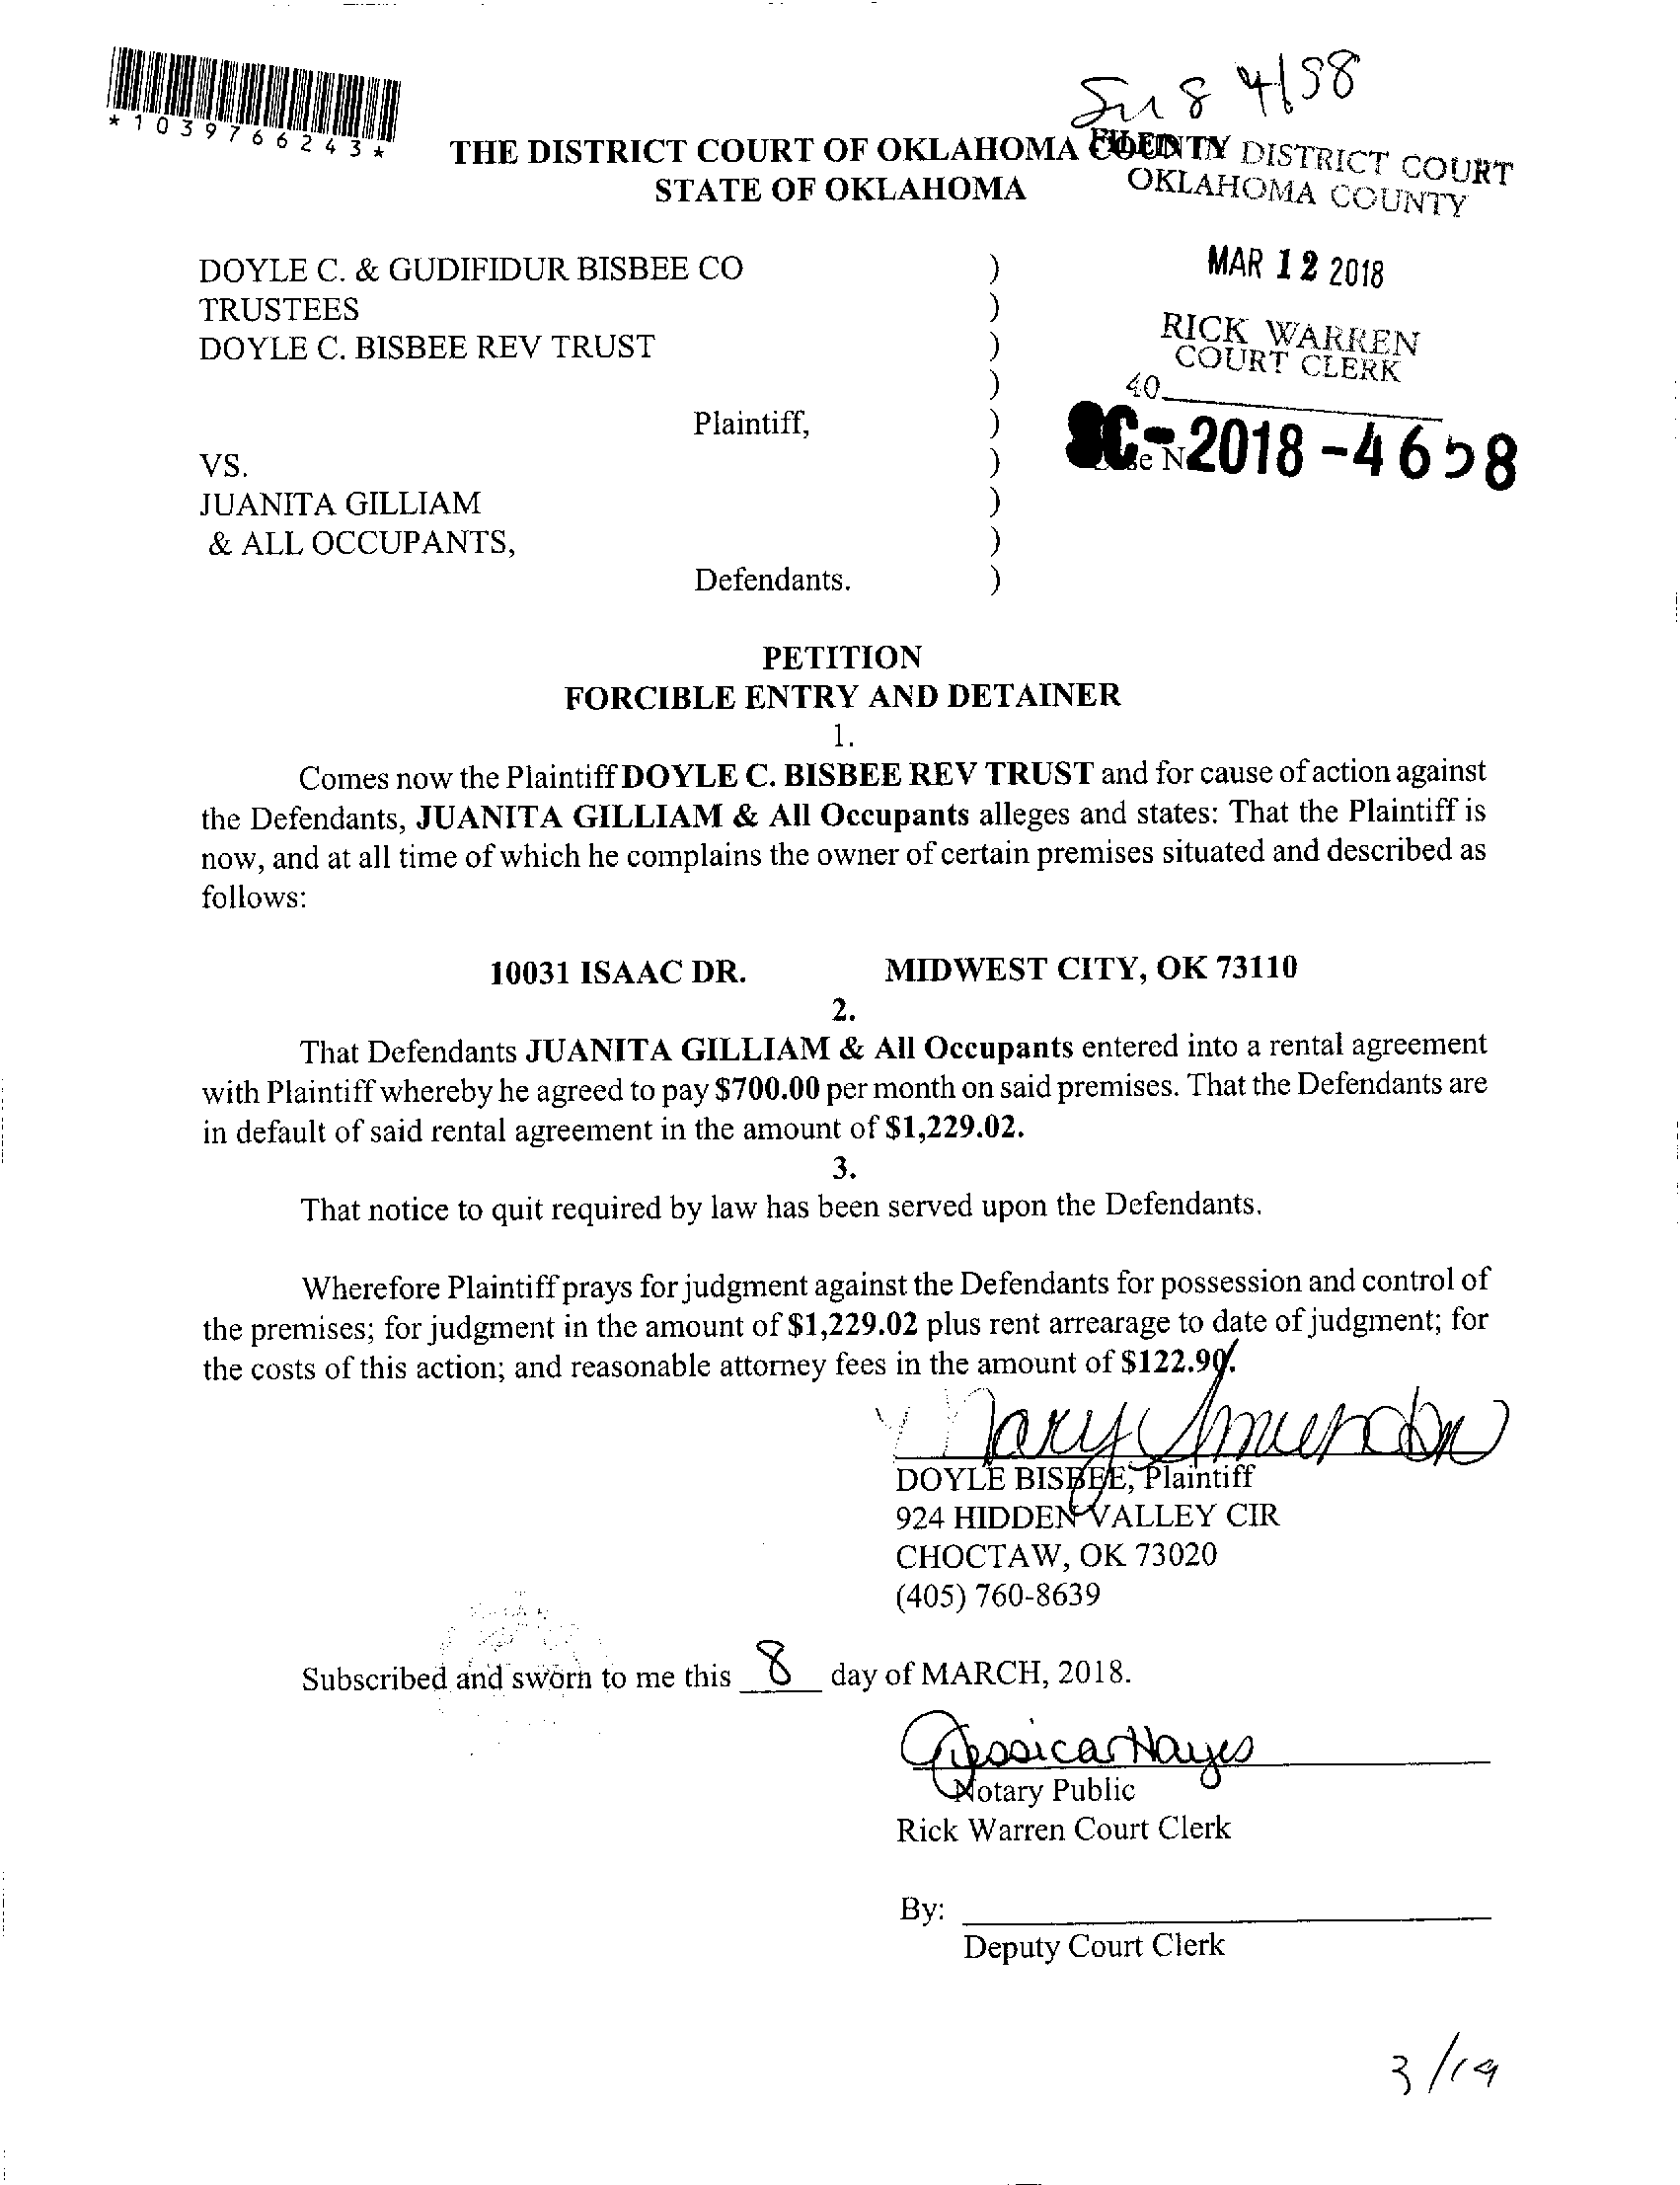 *1039766243*
THE DISTRICT COURT OF OKLAHOMA COUNTY
STATE OF OKLAHOMA
FILED IN DISTRICT COURT
OKLAHOMA COUNTY
MAR 12 2018
RICK WARREN
COURT CLERK
40
SC-2018-4658
DOYLE C. & GUDIFIDUR BISBEE CO )
TRUSTEES )
DOYLE C. BISBEE REV TRUST )
)
Plaintiff, )
VS. )
JUANITA GILLIAM )
& ALL OCCUPANTS, )
Defendants. )
PETITION
FORCIBLE ENTRY AND DETAINER
1.
Comes now the Plaintiff DOYLE C. BISBEE REV TRUST and for cause of action against
the Defendants, JUANITA GILLIAM & All Occupants alleges and states: That the Plaintiff is
now, and at all time of which he complains the owner of certain premises situated and described as
follows:
10031 ISAAC DR. MIDWEST CITY, OK 73110
2.
That Defendants JUANITA GILLIAM & All Occupants entered into a rental agreement
with Plaintiff whereby he agreed to pay $700.00 per month on said premises. That the Defendants are
in default of said rental agreement in the amount of $1,229.02.
3.
That notice to quit required by law has been served upon the Defendants.
Wherefore Plaintiff prays for judgment against the Defendants for possession and control of
the premises; for judgment in the amount of $1,229.02 plus rent arrearage to date of judgment; for
the costs of this action; and reasonable attorney fees in the amount of $122.90.
DOYLE BISBEE, Plaintiff
924 HIDDEN VALLEY CIR
CHOCTAW, OK 73020
(405) 760-8639
Subscribed and sworn to me this 8 day of MARCH, 2018.
Jessica Hayes
Notary Public
Rick Warren Court Clerk
By:
Deputy Court Clerk
3/19